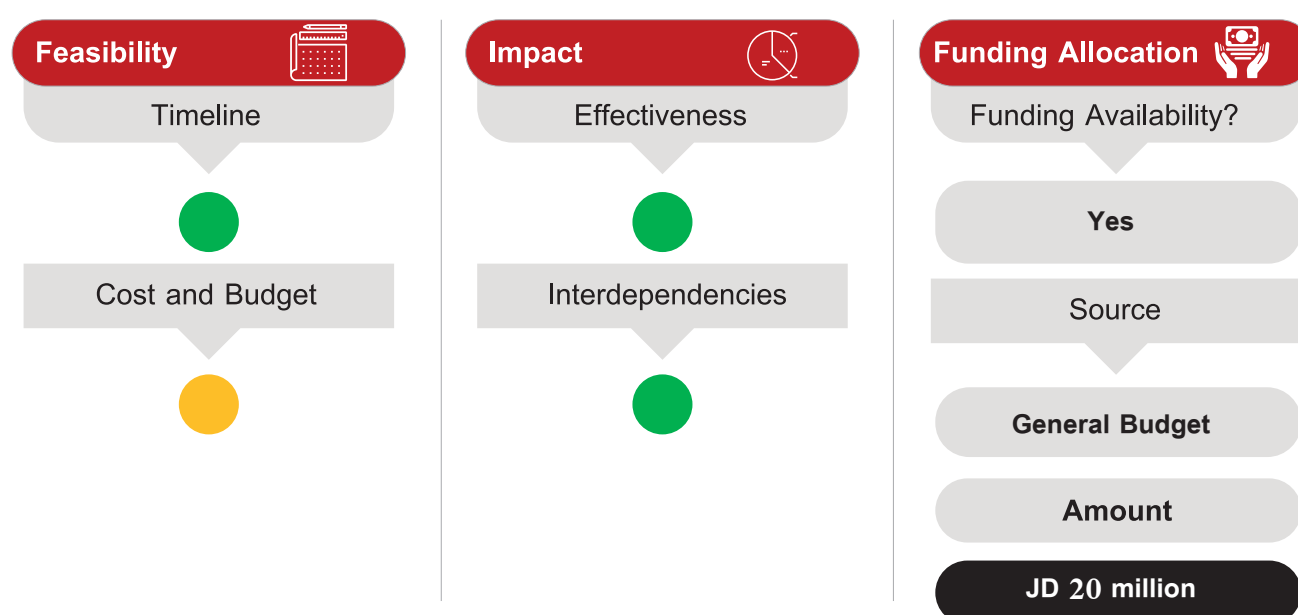 Feasibility
Timeline
Cost and Budget
Impact
Effectiveness
Interdependencies
Funding Allocation
Funding Availability?
Yes
Source
General Budget
Amount
JD 20 million